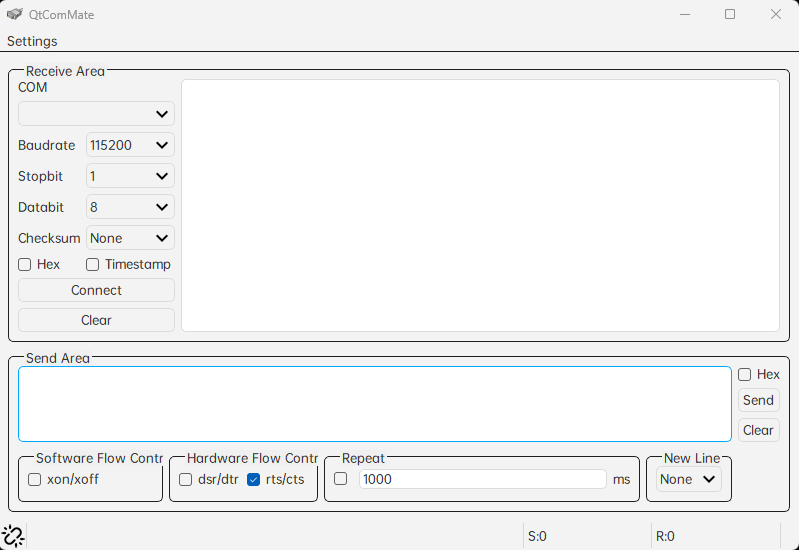 QtComMate
Settings
Receive Area
COM
Baudrate 115200
Stopbit 1
Databit 8
Checksum None
Hex Timestamp
Connect
Clear
Send Area
Hex
Send
Clear
Software Flow Contr
xon/xoff
Hardware Flow Contr
dsr/dtr rts/cts
Repeat
1000 ms
New Line
None
S:0 R:0